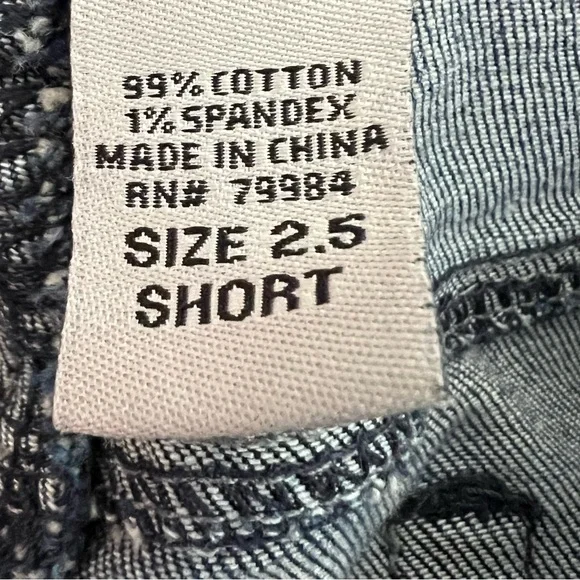 99% COTTON
1% SPANDEX
MADE IN CHINA
RN# 79984
SIZE 2.5
SHORT